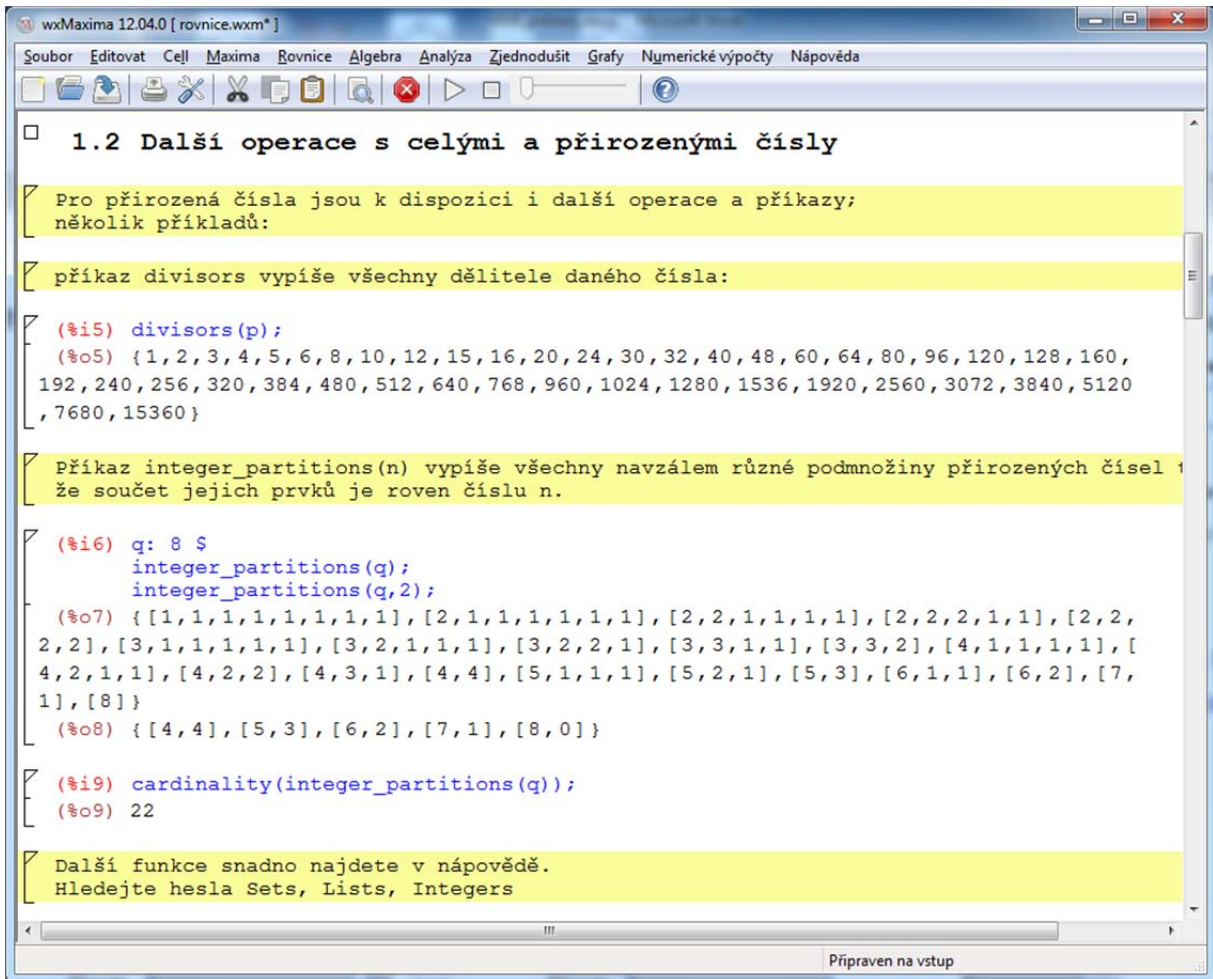 wxMaxima 12.04.0 [ rovnice.wxm* ]
Soubor Editovat Cell Maxima Rovnice Algebra Analýza Zjednodušit Grafy Numerické výpočty Nápověda
1.2 Další operace s celými a přirozenými čísly
Pro přirozená čísla jsou k dispozici i další operace a příkazy;
několik příkladů:
příkaz divisors vypíše všechny dělitele daného čísla:
(%i5) divisors(p);
(%o5) {1,2,3,4,5,6,8,10,12,15,16,20,24,30,32,40,48,60,64,80,96,120,128,160,
192,240,256,320,384,480,512,640,768,960,1024,1280,1536,1920,2560,3072,3840,5120
,7680,15360}
Příkaz integer_partitions(n) vypíše všechny navzálem různé podmnožiny přirozených čísel
že součet jejich prvků je roven číslu n.
(%i6) q: 8 $
integer_partitions(q);
integer_partitions(q,2);
(%o7) {[1,1,1,1,1,1,1,1],[2,1,1,1,1,1,1],[2,2,1,1,1,1],[2,2,2,1,1],[2,2,
2,2],[3,1,1,1,1,1],[3,2,1,1,1],[3,2,2,1],[3,3,1,1],[3,3,2],[4,1,1,1,1],[
4,2,1,1],[4,2,2],[4,3,1],[4,4],[5,1,1,1],[5,2,1],[5,3],[6,1,1],[6,2],[7,
1],[8]}
(%o8) {[4,4],[5,3],[6,2],[7,1],[8,0]}
(%i9) cardinality(integer_partitions(q));
(%o9) 22
Další funkce snadno najdete v nápovědě.
Hledejte hesla Sets, Lists, Integers
Připraven na vstup